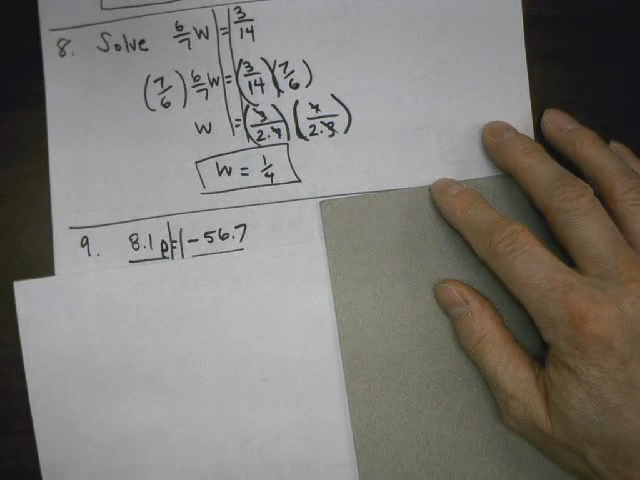 8. Solve 6/7 W = 3/14
(7/6) 6/7 W = (3/14)(7/6)
W = (3/2·7)(7/2·3)
W = 1/4
9. 8.1p = -56.7